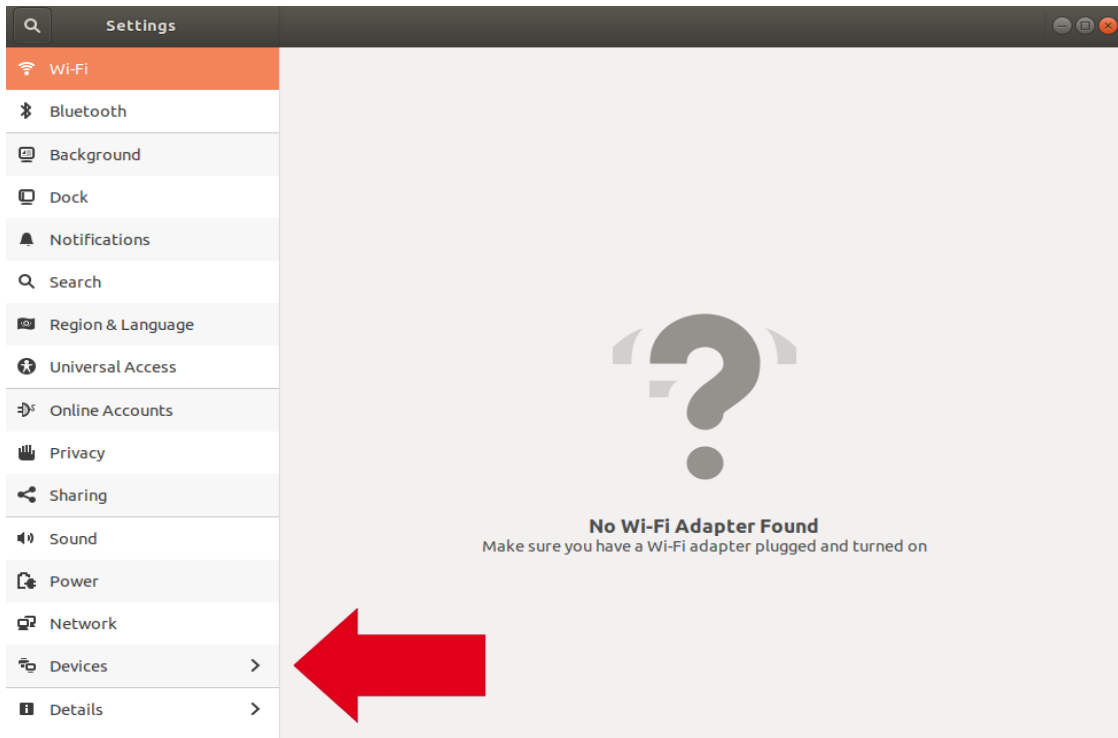 Settings
Wi-Fi
Bluetooth
Background
Dock
Notifications
Search
Region & Language
Universal Access
Online Accounts
Privacy
Sharing
Sound
Power
Network
Devices
Details
No Wi-Fi Adapter Found
Make sure you have a Wi-Fi adapter plugged and turned on